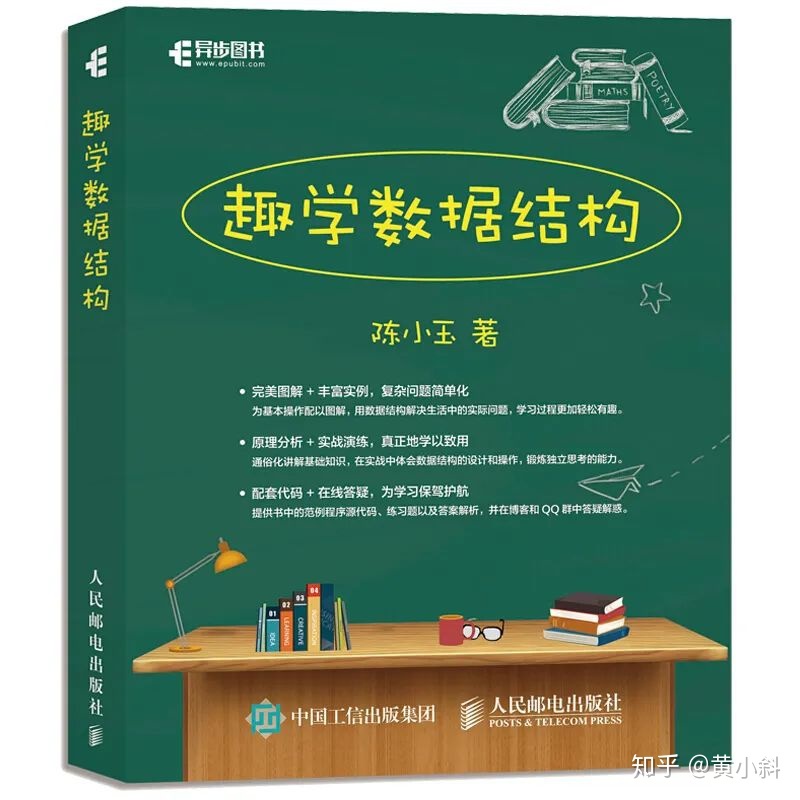 异步图书
www.epubit.com
MATHS
POETRY
趣学数据结构
趣学数据结构
陈小玉 著
• 完美图解 + 丰富实例，复杂问题简单化
为基本操作配以图解，用数据结构解决生活中的实际问题，学习过程更加轻松有趣。
• 原理分析 + 实战演练，真正地学以致用
通俗化讲解基础知识，在实战中体会数据结构的设计和操作，锻炼独立思考的能力。
• 配套代码 + 在线答疑，为学习保驾护航
提供书中的范例程序源代码、练习题以及答案解析，并在博客和 QQ 群中答疑解惑。
01 IDEA
02 LEARNING
03 CREATIVE
04 INSPIRATION
人民邮电出版社
中国工信出版集团
人民邮电出版社
POSTS & TELECOM PRESS
知乎 @黄小斜